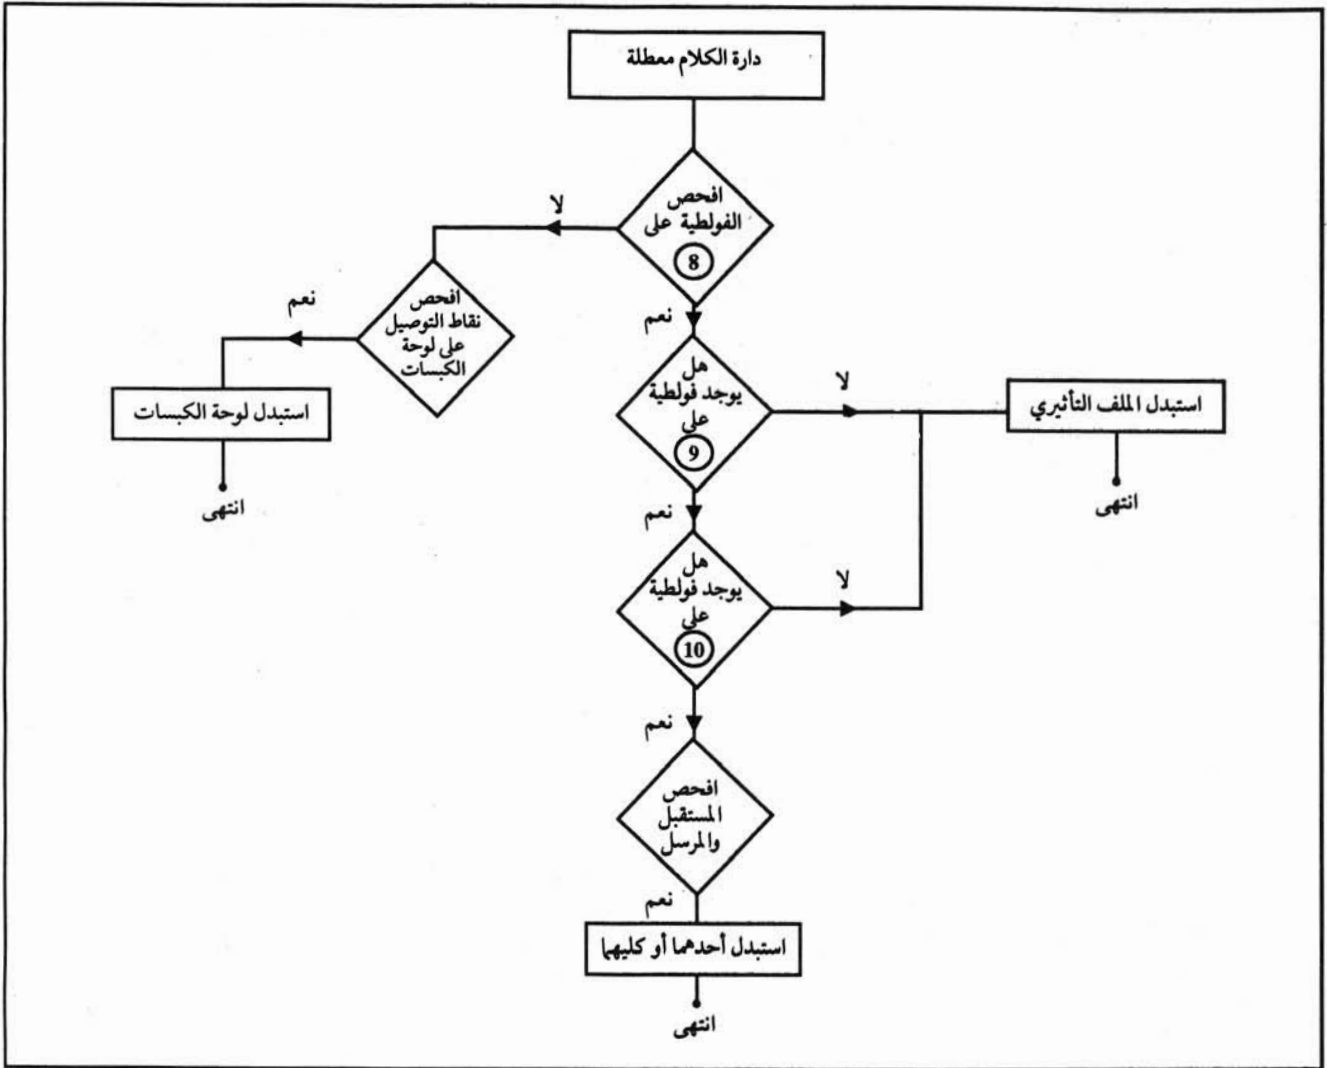 دارة الكلام معطلة
افحص
الفولطية على
8
لا
نعم
افحص
نقاط التوصيل
على لوحة
الكبسات
نعم
استبدل لوحة الكبسات
انتهى
هل
يوجد فولطية
على
9
لا
استبدل الملف التأثيري
انتهى
نعم
هل
يوجد فولطية
على
10
لا
نعم
افحص
المستقبل
والمرسل
نعم
استبدل أحدهما أو كليهما
انتهى